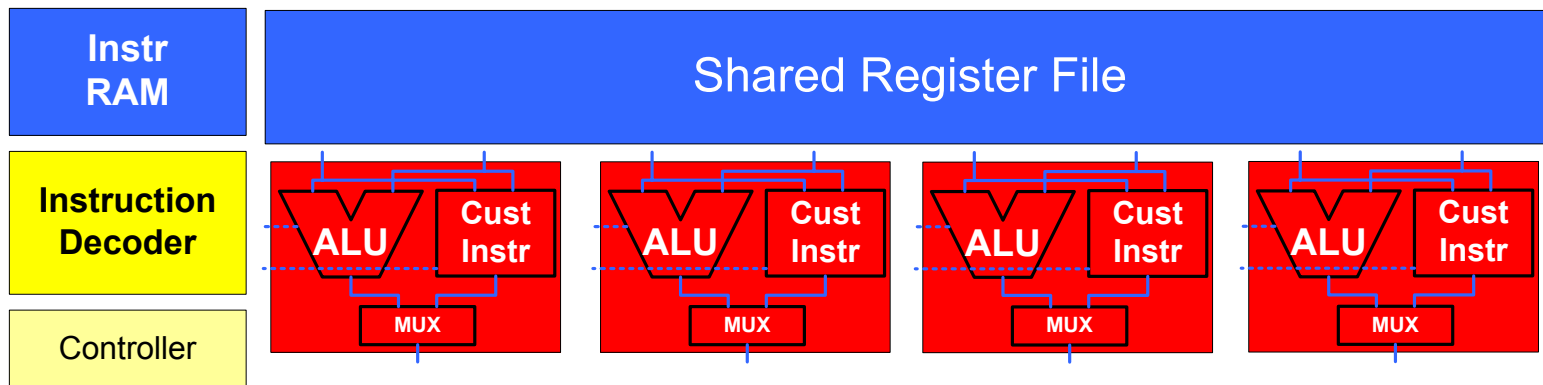 Instr
RAM
Shared Register File
Instruction
Decoder
Controller
ALU
Cust
Instr
MUX
ALU
Cust
Instr
MUX
ALU
Cust
Instr
MUX
ALU
Cust
Instr
MUX